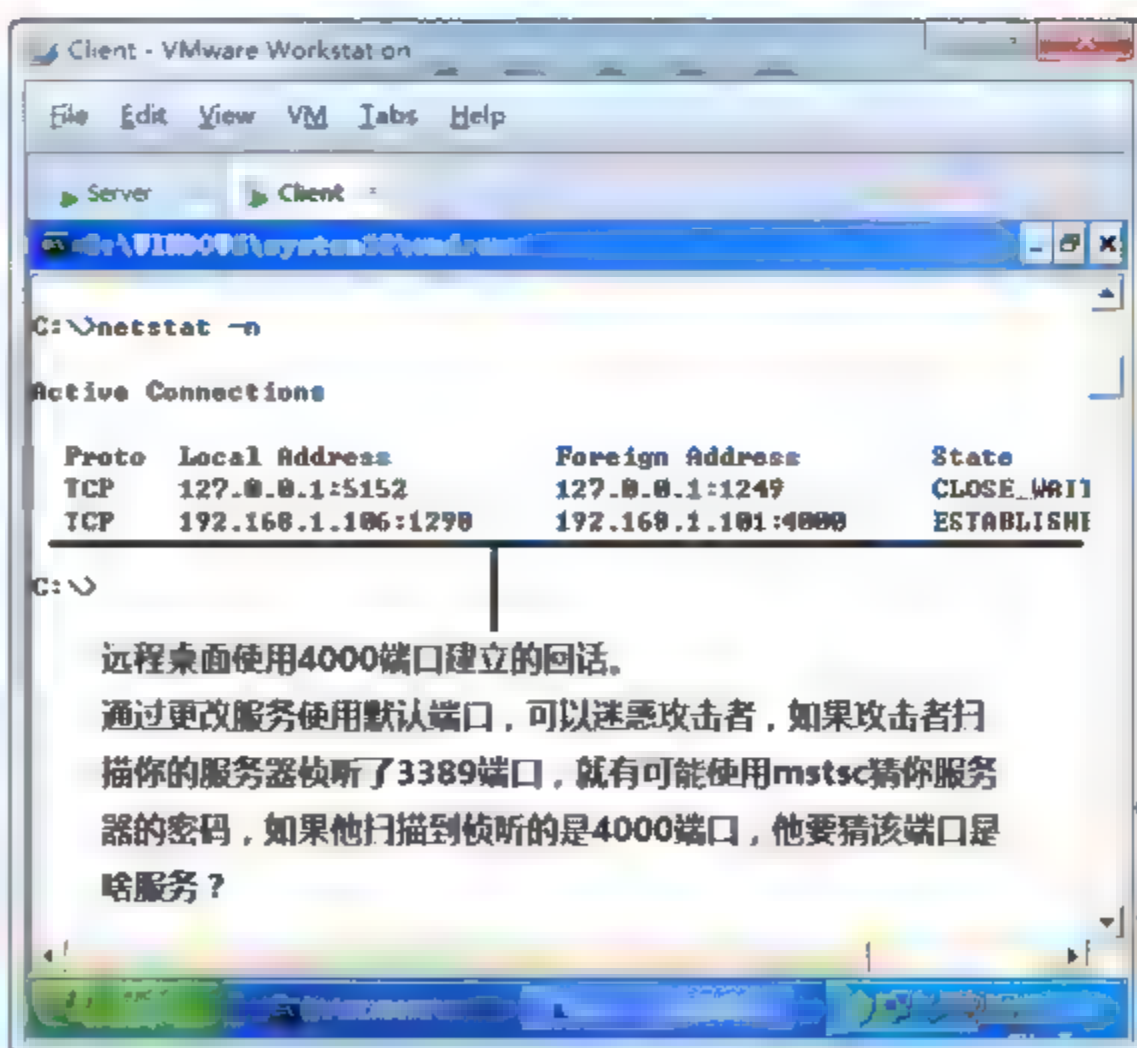 Client - VMware Workstation
File Edit View VM Tabs Help
Server Client
C:\>netstat -n
Active Connections
Proto Local Address Foreign Address State
TCP 127.0.0.1:5152 127.0.0.1:1249 CLOSE_WAIT
TCP 192.168.1.106:1290 192.168.1.101:4000 ESTABLISHE
C:\>
远程桌面使用4000端口建立的回话。
通过更改服务使用默认端口，可以迷惑攻击者，如果攻击者扫
描你的服务器侦听了3389端口，就有可能使用mstsc猜你服务
器的密码，如果他扫描到侦听的是4000端口，他要猜该端口是
啥服务？